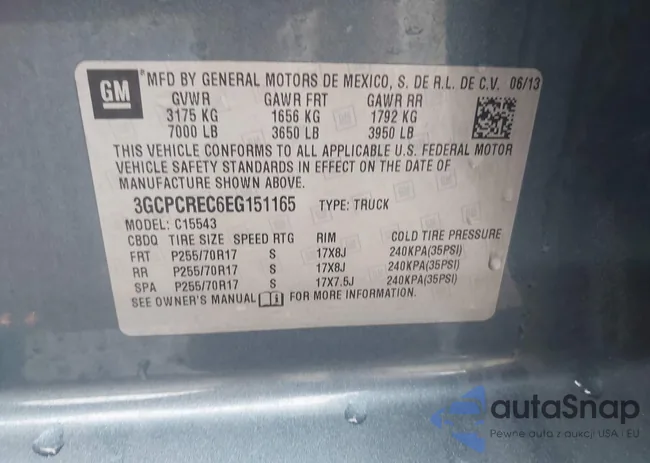 GM
*MFD BY GENERAL MOTORS DE MEXICO, S. DE R.L. DE C.V. 06/13
GVWR GAWR FRT GAWR RR
3175 KG 1656 KG 1792 KG
7000 LB 3650 LB 3950 LB
THIS VEHICLE CONFORMS TO ALL APPLICABLE U.S. FEDERAL MOTOR
VEHICLE SAFETY STANDARDS IN EFFECT ON THE DATE OF
MANUFACTURE SHOWN ABOVE.
3GCPCREC6EG151165 TYPE: TRUCK
MODEL: C15543
CBDQ TIRE SIZE SPEED RTG RIM COLD TIRE PRESSURE
FRT P255/70R17 S 17X8J 240KPA(35PSI)
RR P255/70R17 S 17X8J 240KPA(35PSI)
SPA P255/70R17 S 17X7.5J 240KPA(35PSI)
SEE OWNER'S MANUAL FOR MORE INFORMATION.
autaSnap
Pewne auta z aukcji USA i EU